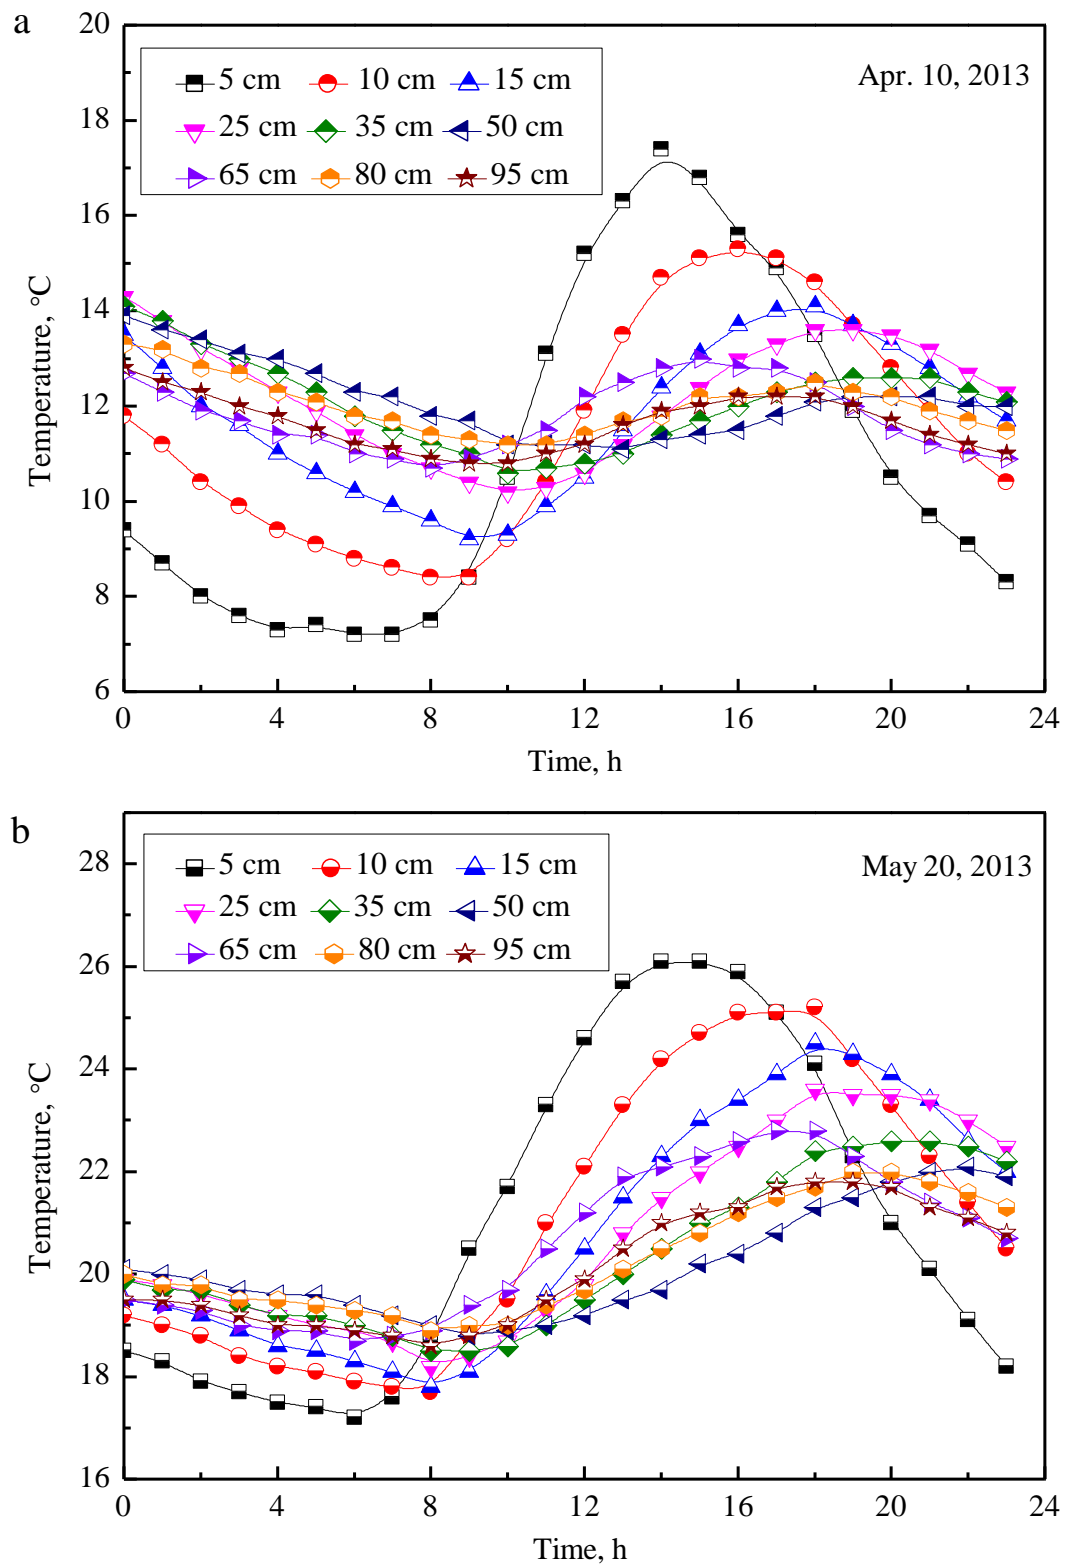 a
20
18
16
14
12
10
8
6
Temperature, °C
5 cm 10 cm 15 cm
25 cm 35 cm 50 cm
65 cm 80 cm 95 cm
Apr. 10, 2013
0 4 8 12 16 20 24
Time, h
b
28
26
24
22
20
18
16
Temperature, °C
5 cm 10 cm 15 cm
25 cm 35 cm 50 cm
65 cm 80 cm 95 cm
May 20, 2013
0 4 8 12 16 20 24
Time, h